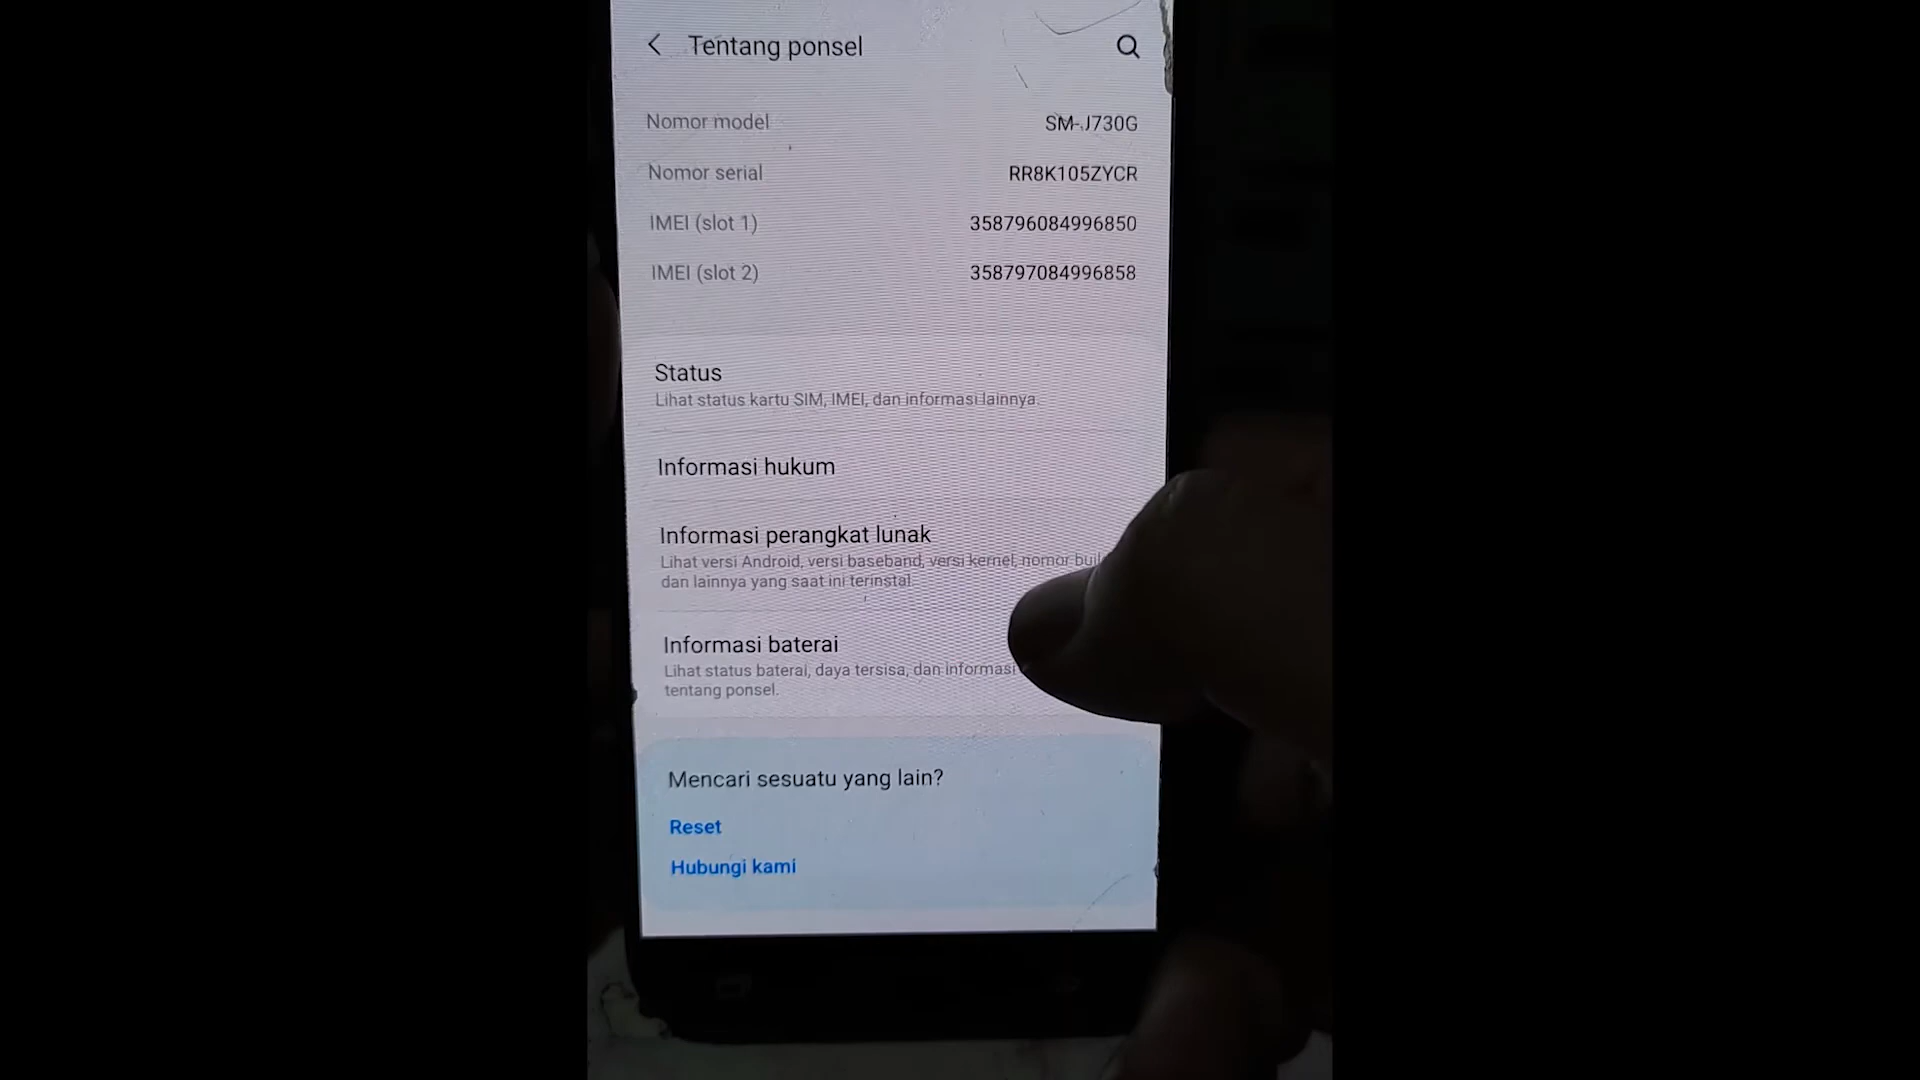 Tentang ponsel
Nomor model SM-J730G
Nomor serial RR8K105ZYCR
IMEI (slot 1) 358796084996850
IMEI (slot 2) 358797084996858
Status
Lihat status kartu SIM, IMEI, dan informasi lainnya.
Informasi hukum
Informasi perangkat lunak
Lihat versi Android, versi baseband, versi kernel, nomor
dan lainnya yang saat ini terinstal.
Informasi baterai
Lihat status baterai, daya tersisa, dan informasi
tentang ponsel.
Mencari sesuatu yang lain?
Reset
Hubungi kami